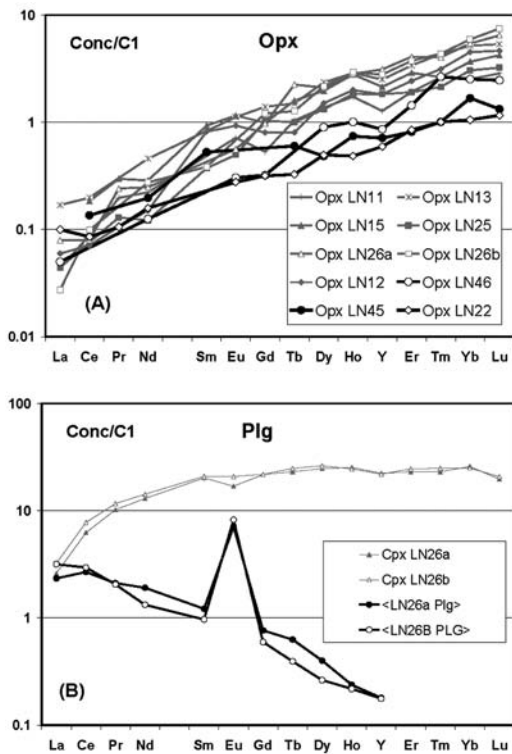 10
Conc/C1 Opx
1
0.1
Opx LN11 Opx LN13
Opx LN15 Opx LN25
Opx LN26a Opx LN26b
Opx LN12 Opx LN46
Opx LN45 Opx LN22
(A)
0.01
La Ce Pr Nd Sm Eu Gd Tb Dy Ho Y Er Tm Yb Lu
100
Conc/C1 Plg
10
Cpx LN26a
Cpx LN26b
<LN26a Plg>
<LN26B PLG>
1
(B)
0.1
La Ce Pr Nd Sm Eu Gd Tb Dy Ho Y Er Tm Yb Lu